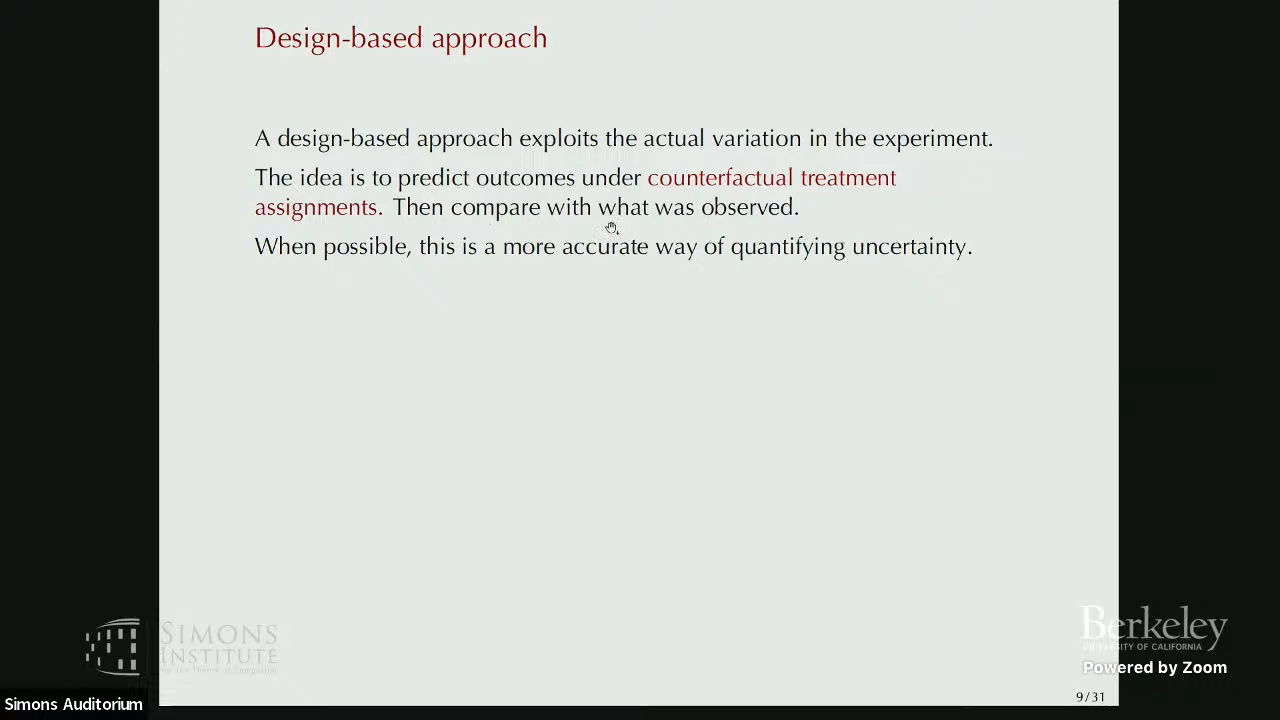 Design-based approach
A design-based approach exploits the actual variation in the experiment.
The idea is to predict outcomes under counterfactual treatment
assignments. Then compare with what was observed.
When possible, this is a more accurate way of quantifying uncertainty.
SIMONS
INSTITUTE
Berkeley
UNIVERSITY OF CALIFORNIA
Powered by Zoom
9/31
Simons Auditorium